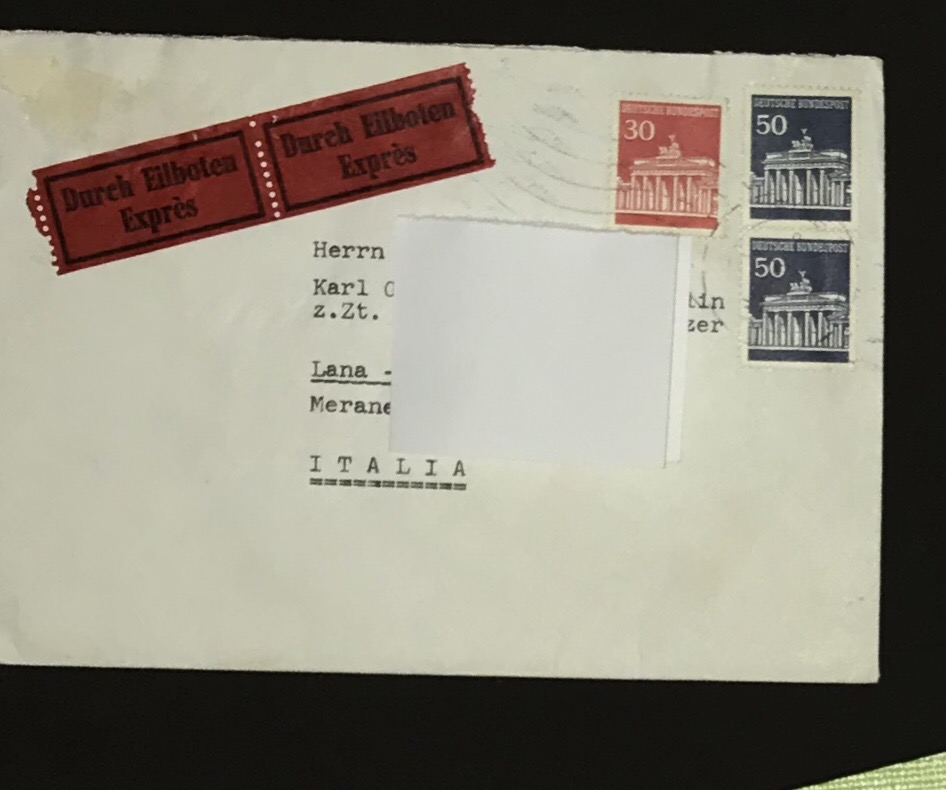 Durch Eilboten
Exprès
Durch Eilboten
Exprès
DEUTSCHE BUNDESPOST
30
DEUTSCHE BUNDESPOST
50
DEUTSCHE BUNDESPOST
50
Herrn
Karl
z.Zt.
Lana -
ITALIA